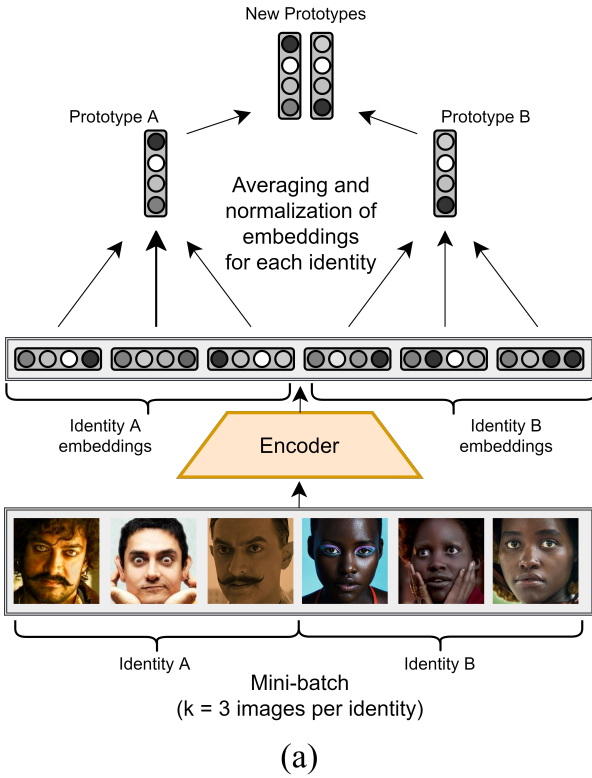 New Prototypes
Prototype A
Prototype B
Averaging and
normalization of
embeddings
for each identity
Identity A
embeddings
Identity B
embeddings
Encoder
Identity A
Identity B
Mini-batch
(k = 3 images per identity)
(a)